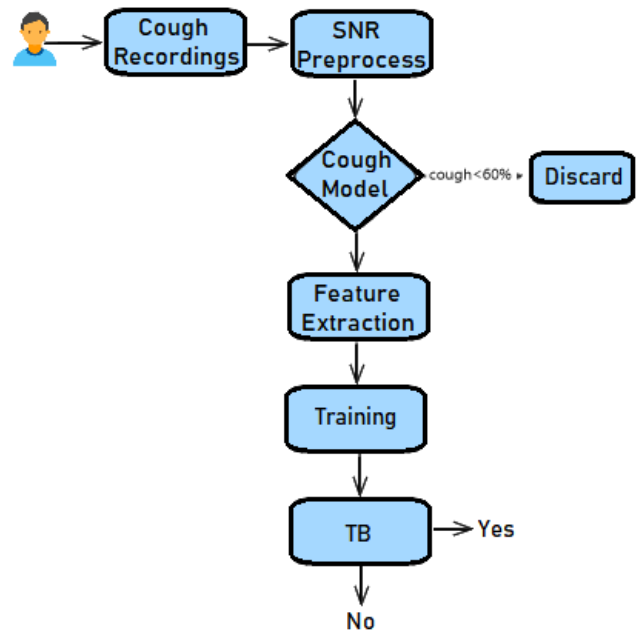 Cough
Recordings
SNR
Preprocess
Cough
Model
cough<60%
Discard
Feature
Extraction
Training
TB
Yes
No